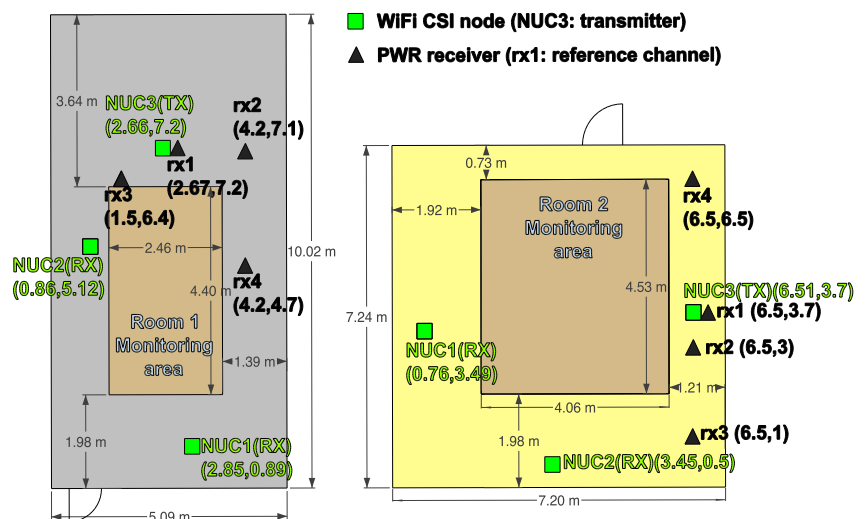 WiFi CSI node (NUC3: transmitter)
PWR receiver (rx1: reference channel)
3.64 m
NUC3(TX)
(2.66,7.2)
rx2
(4.2,7.1)
rx1
(2.67,7.2)
rx3
(1.5,6.4)
2.46 m
10.02 m
NUC2(RX)
(0.86,5.12)
4.40 m
rx4
(4.2,4.7)
Room 1
Monitoring
area
1.39 m
1.98 m
NUC1(RX)
(2.85,0.89)
5.09 m
0.73 m
1.92 m
Room 2
Monitoring
area
rx4
(6.5,6.5)
4.53 m
7.24 m
NUC3(TX)(6.51,3.7)
rx1 (6.5,3.7)
rx2 (6.5,3)
NUC1(RX)
(0.76,3.49)
1.21 m
4.06 m
1.98 m
rx3 (6.5,1)
NUC2(RX)(3.45,0.5)
7.20 m